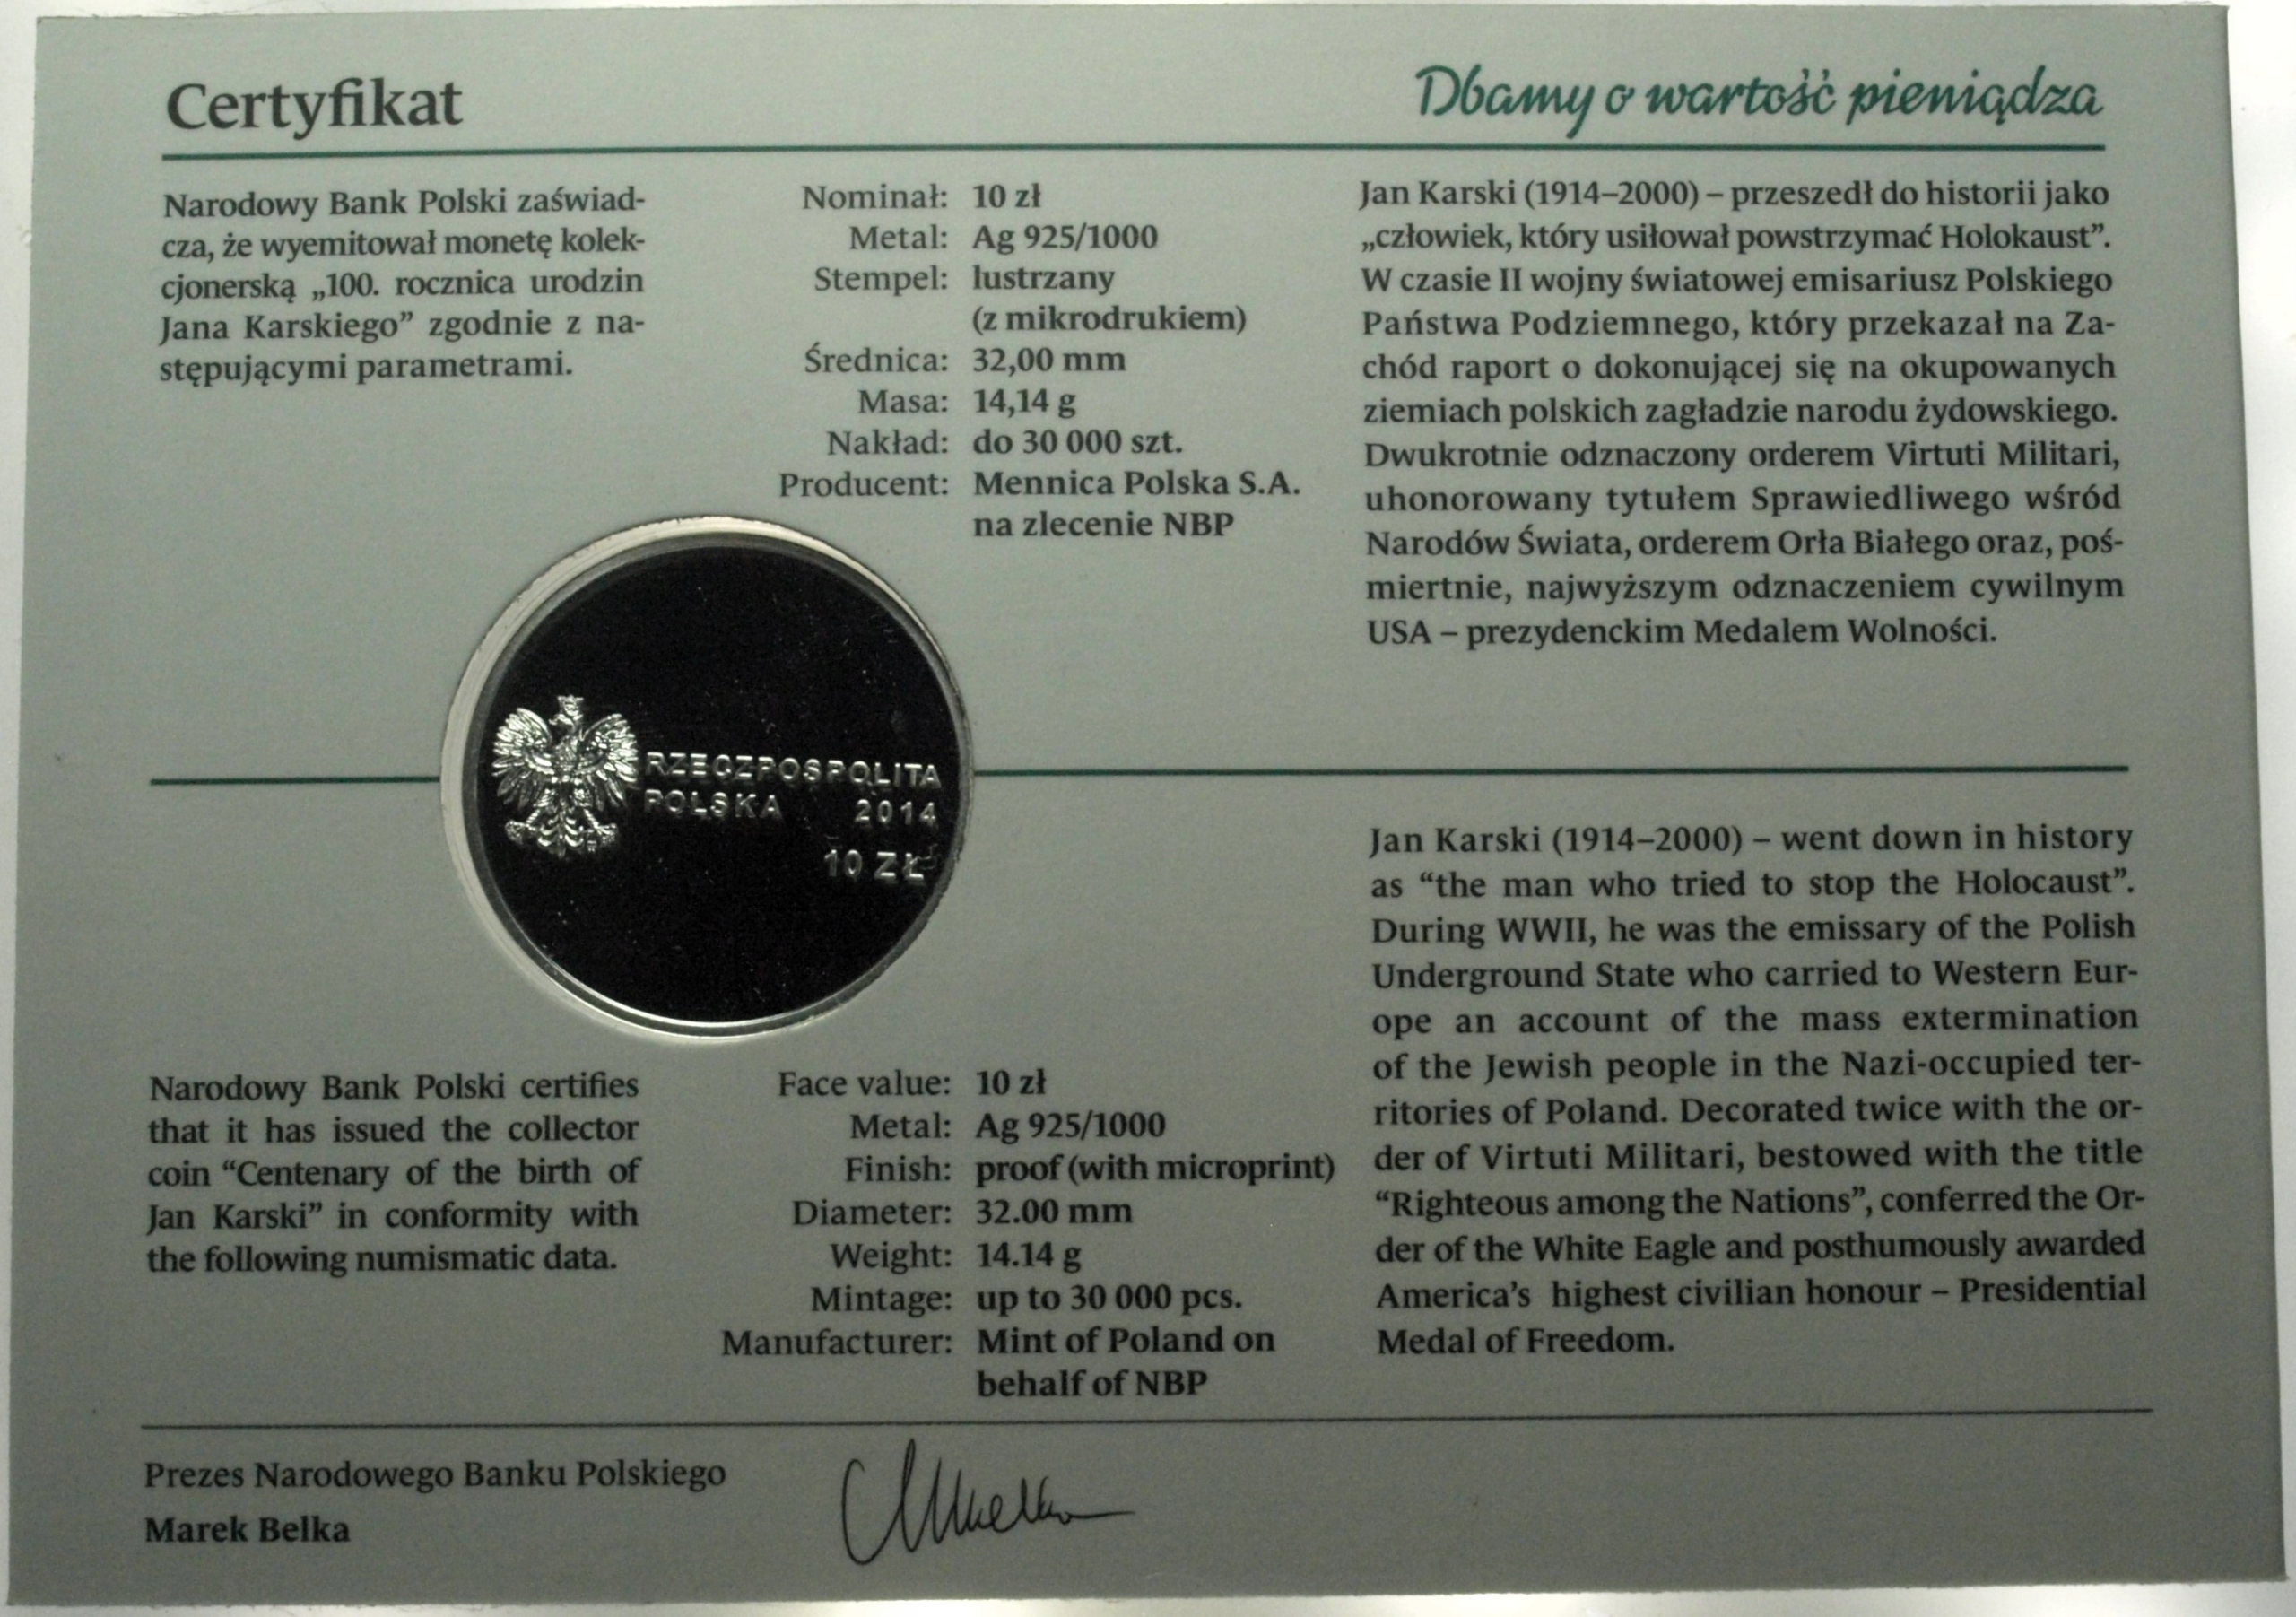 Certyfikat
Dbamy o wartość pieniądza
Narodowy Bank Polski zaświad-
cza, że wyemitował monetę kolek-
cjonerską „100. rocznica urodzin
Jana Karskiego” zgodnie z na-
stępującymi parametrami.
Nominał: 10 zł
Metal: Ag 925/1000
Stempel: lustrzany
(z mikrodrukiem)
Średnica: 32,00 mm
Masa: 14,14 g
Nakład: do 30 000 szt.
Producent: Mennica Polska S.A.
na zlecenie NBP
Jan Karski (1914–2000) – przeszedł do historii jako
„człowiek, który usiłował powstrzymać Holokaust”.
W czasie II wojny światowej emisariusz Polskiego
Państwa Podziemnego, który przekazał na Za-
chód raport o dokonującej się na okupowanych
ziemiach polskich zagładzie narodu żydowskiego.
Dwukrotnie odznaczony orderem Virtuti Militari,
uhonorowany tytułem Sprawiedliwego wśród
Narodów Świata, orderem Orła Białego oraz, poś-
miertnie, najwyższym odznaczeniem cywilnym
USA – prezydenckim Medalem Wolności.
RZECZPOSPOLITA
POLSKA 2014
10 ZŁ
Narodowy Bank Polski certifies
that it has issued the collector
coin “Centenary of the birth of
Jan Karski” in conformity with
the following numismatic data.
Face value: 10 zł
Metal: Ag 925/1000
Finish: proof (with microprint)
Diameter: 32.00 mm
Weight: 14.14 g
Mintage: up to 30 000 pcs.
Manufacturer: Mint of Poland on
behalf of NBP
Jan Karski (1914–2000) – went down in history
as “the man who tried to stop the Holocaust”.
During WWII, he was the emissary of the Polish
Underground State who carried to Western Eur-
ope an account of the mass extermination
of the Jewish people in the Nazi-occupied ter-
ritories of Poland. Decorated twice with the or-
der of Virtuti Militari, bestowed with the title
“Righteous among the Nations”, conferred the Or-
der of the White Eagle and posthumously awarded
America’s highest civilian honour – Presidential
Medal of Freedom.
Prezes Narodowego Banku Polskiego
Marek Belka